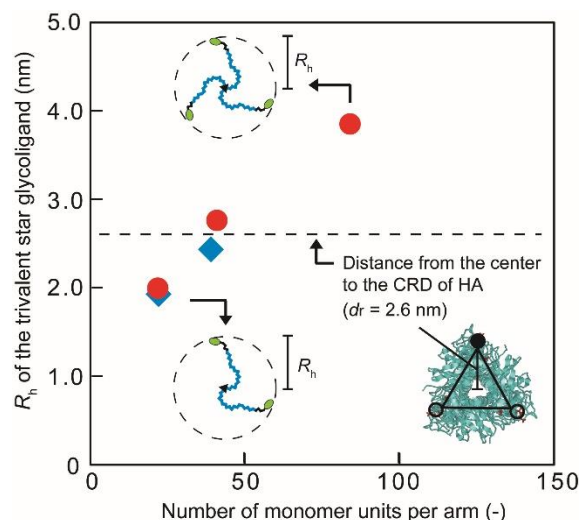 5.0
4.0
3.0
2.0
1.0
0
R_h of the trivalent star glycoligand (nm)
R_h
Distance from the center
to the CRD of HA
(d_r = 2.6 nm)
R_h
0
50
100
150
Number of monomer units per arm (-)